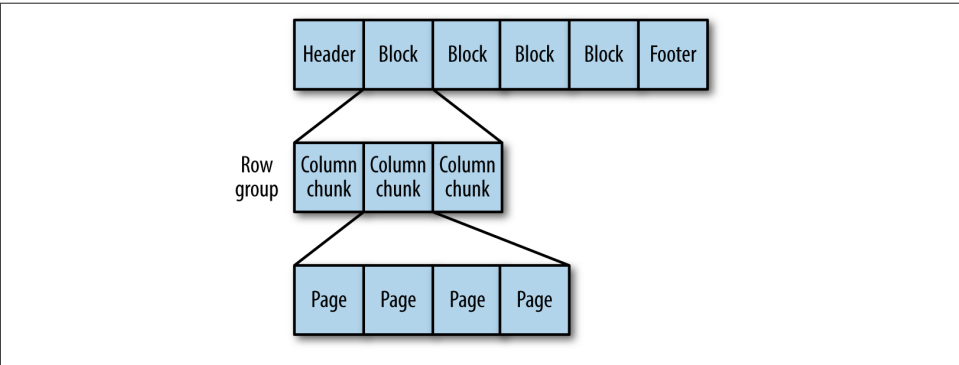 Header Block Block Block Block Footer
Row group
Column chunk Column chunk Column chunk
Page Page Page Page